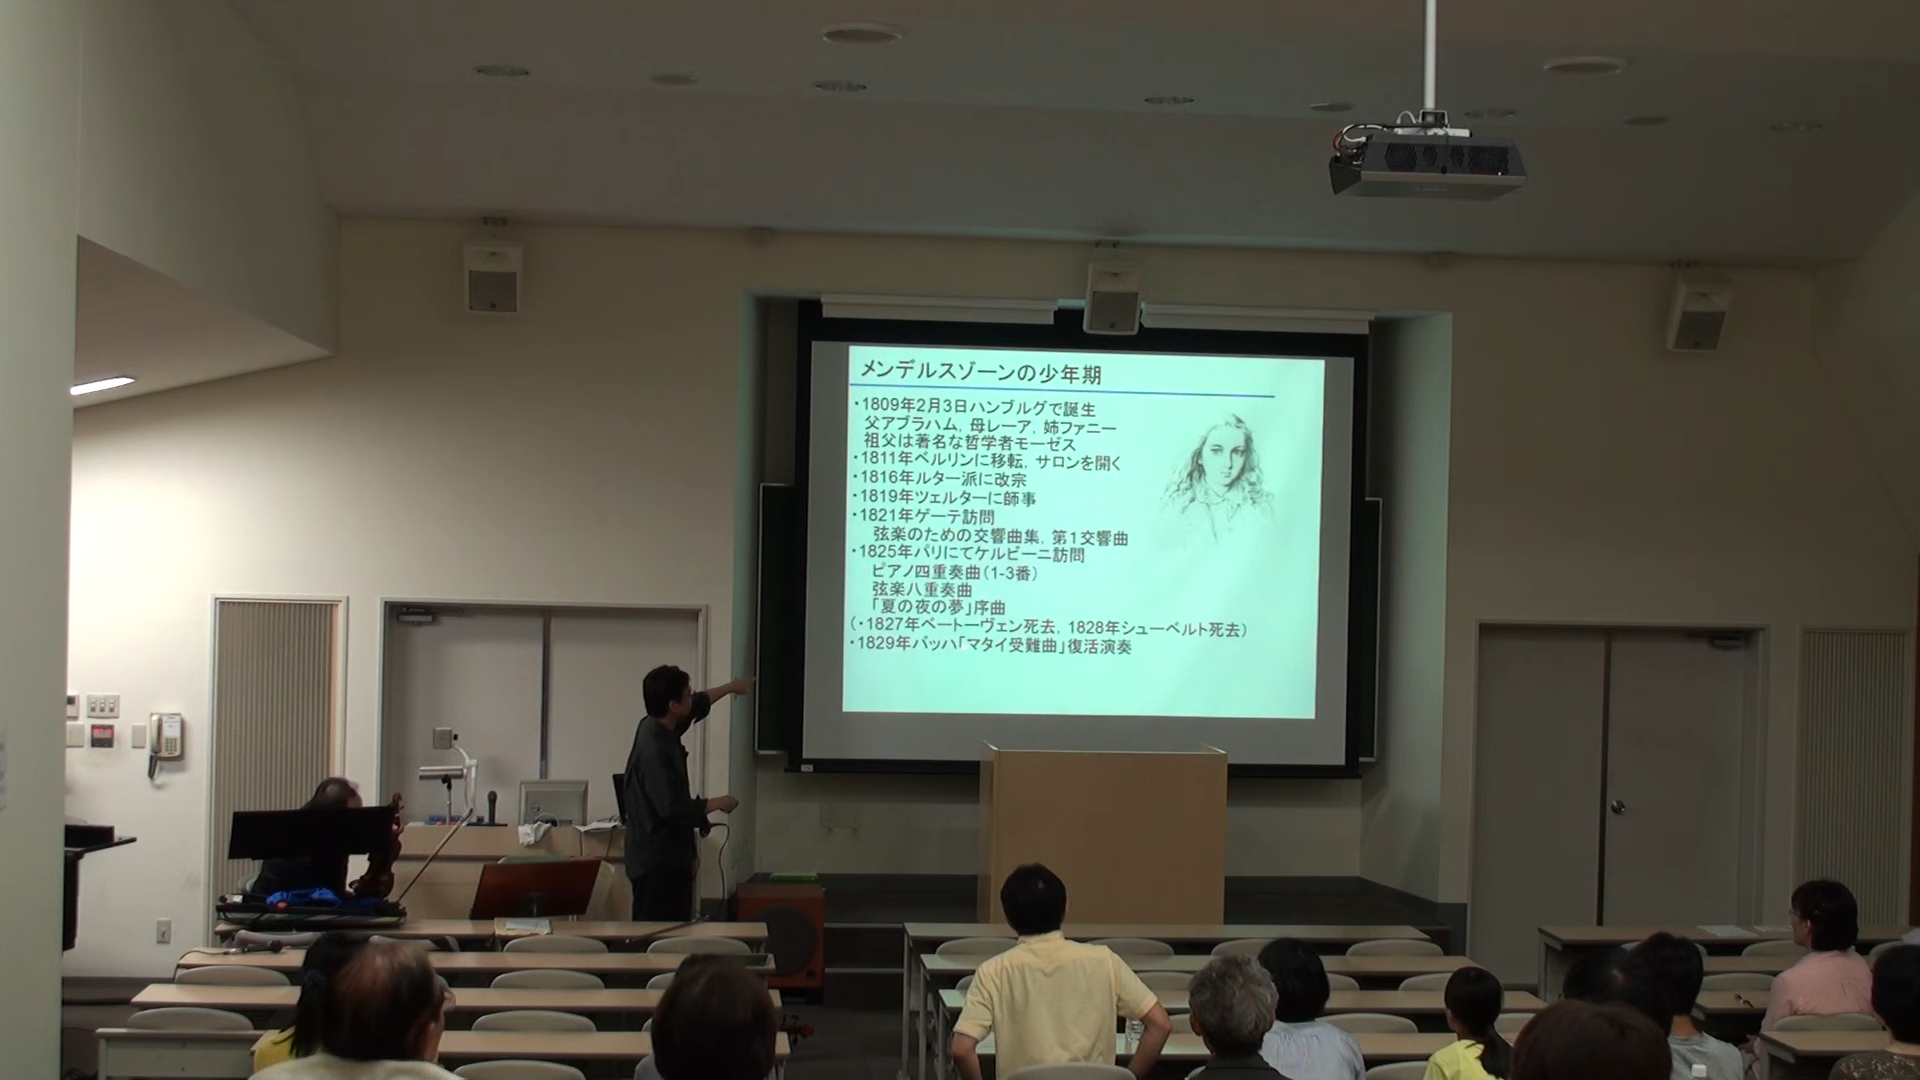 メンデルスゾーンの少年期
・1809年2月3日ハンブルグで誕生
父アブラハム, 母レーア, 姉ファニー
祖父は著名な哲学者モーゼス
・1811年ベルリンに移転, サロンを開く
・1816年ルター派に改宗
・1819年ツェルターに師事
・1821年ゲーテ訪問
弦楽のための交響曲集, 第1交響曲
・1825年パリにてケルビーニ訪問
ピアノ四重奏曲(1-3番)
弦楽八重奏曲
「夏の夜の夢」序曲
(・1827年ベートーヴェン死去, 1828年シューベルト死去)
・1829年バッハ「マタイ受難曲」復活演奏